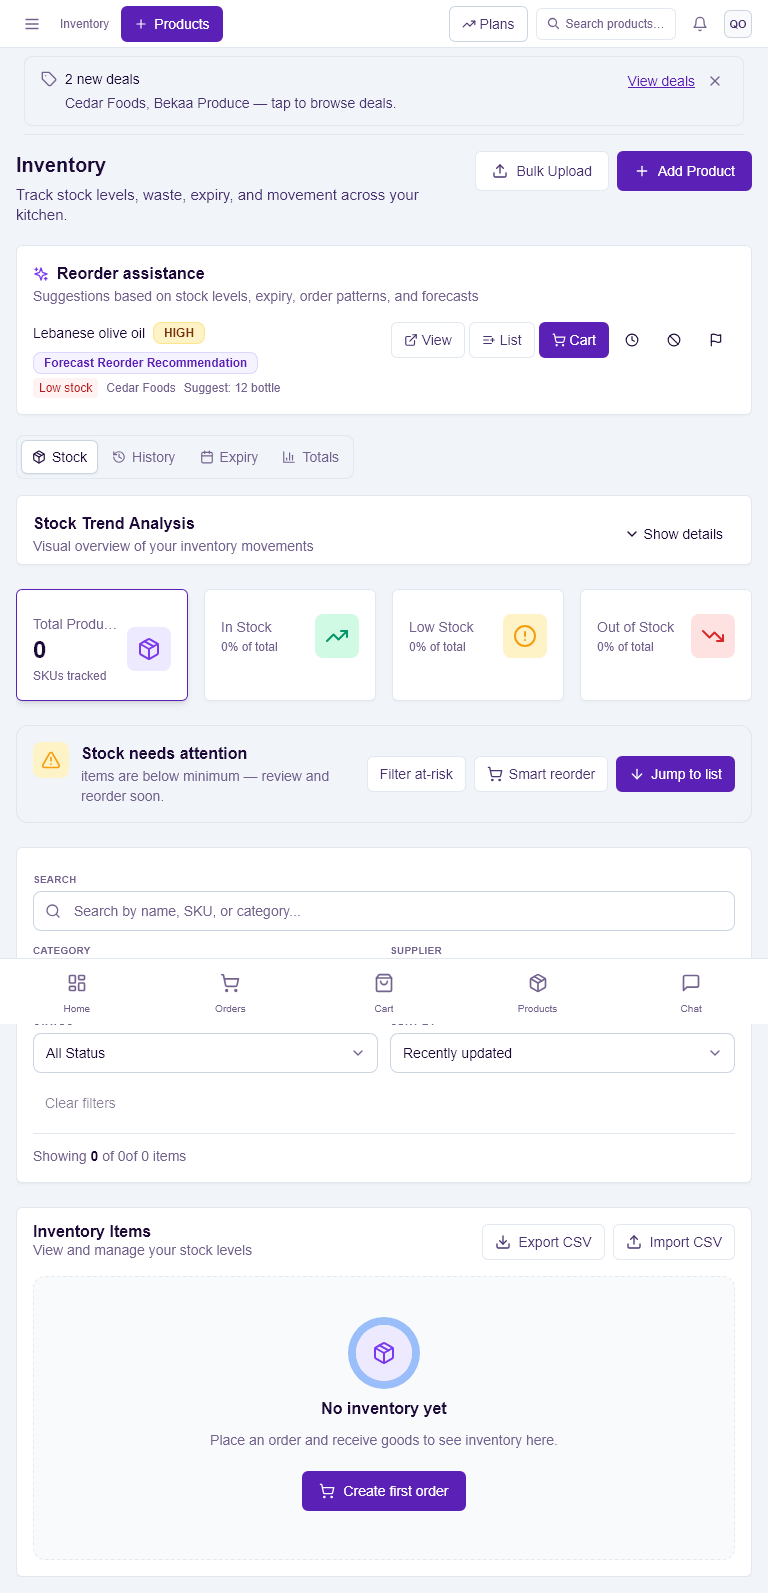 Inventory
Products
Plans
Search products...
QO
2 new deals
View deals
Cedar Foods, Bekaa Produce — tap to browse deals.
Inventory
Bulk Upload
Add Product
Track stock levels, waste, expiry, and movement across your
kitchen.
Reorder assistance
Suggestions based on stock levels, expiry, order patterns, and forecasts
Lebanese olive oil
HIGH
View
List
Cart
Forecast Reorder Recommendation
Low stock
Cedar Foods
Suggest: 12 bottle
Stock
History
Expiry
Totals
Stock Trend Analysis
Visual overview of your inventory movements
Show details
Total Produ...
0
SKUs tracked
In Stock
0% of total
Low Stock
0% of total
Out of Stock
0% of total
Stock needs attention
items are below minimum — review and
reorder soon.
Filter at-risk
Smart reorder
Jump to list
SEARCH
Search by name, SKU, or category...
CATEGORY
SUPPLIER
Home
Orders
Cart
Products
Chat
All Status
Recently updated
Clear filters
Showing 0 of 0of 0 items
Inventory Items
View and manage your stock levels
Export CSV
Import CSV
No inventory yet
Place an order and receive goods to see inventory here.
Create first order